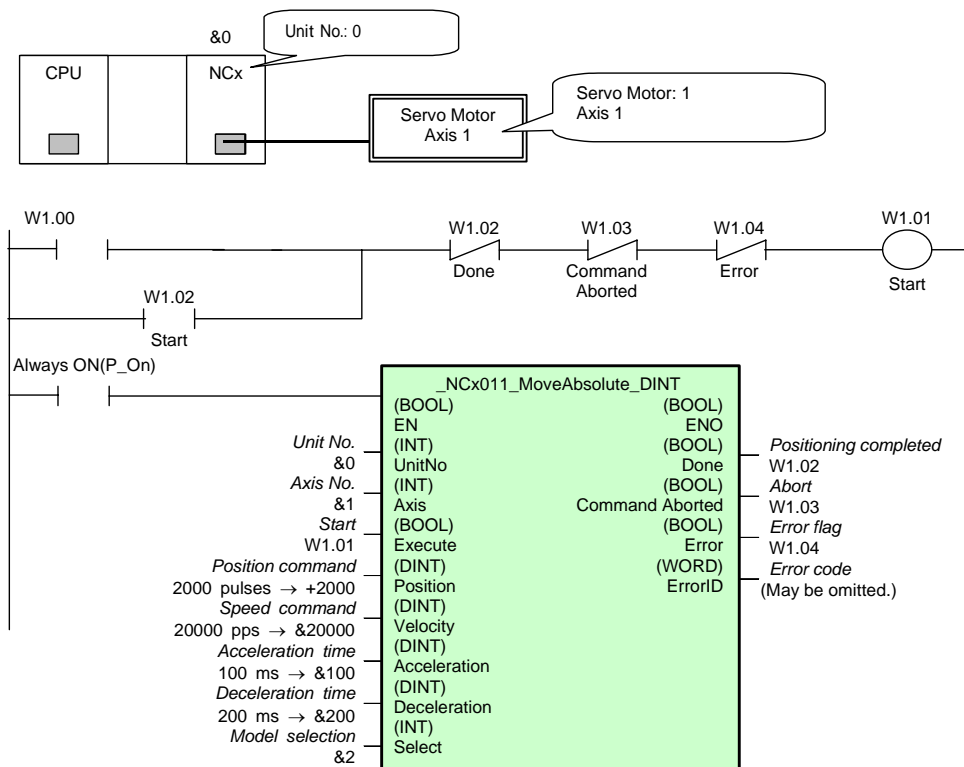 &0
Unit No.: 0
CPU
NCx
Servo Motor: 1
Axis 1
Servo Motor
Axis 1
W1.00
W1.02
W1.03
W1.04
W1.01
Done
Command
Aborted
Error
Start
W1.02
Start
Always ON(P_On)
_NCx011_MoveAbsolute_DINT
(BOOL) (BOOL)
EN ENO
Unit No. (INT) (BOOL) Positioning completed
&0 UnitNo Done W1.02
Axis No. (INT) (BOOL) Abort
&1 Axis Command Aborted W1.03
Start (BOOL) (BOOL) Error flag
W1.01 Execute Error W1.04
Position command (DINT) (WORD) Error code
2000 pulses → +2000 Position ErrorID (May be omitted.)
Speed command (DINT)
20000 pps → &20000 Velocity
Acceleration time (DINT)
100 ms → &100 Acceleration
Deceleration time (DINT)
200 ms → &200 Deceleration
Model selection (INT)
&2 Select